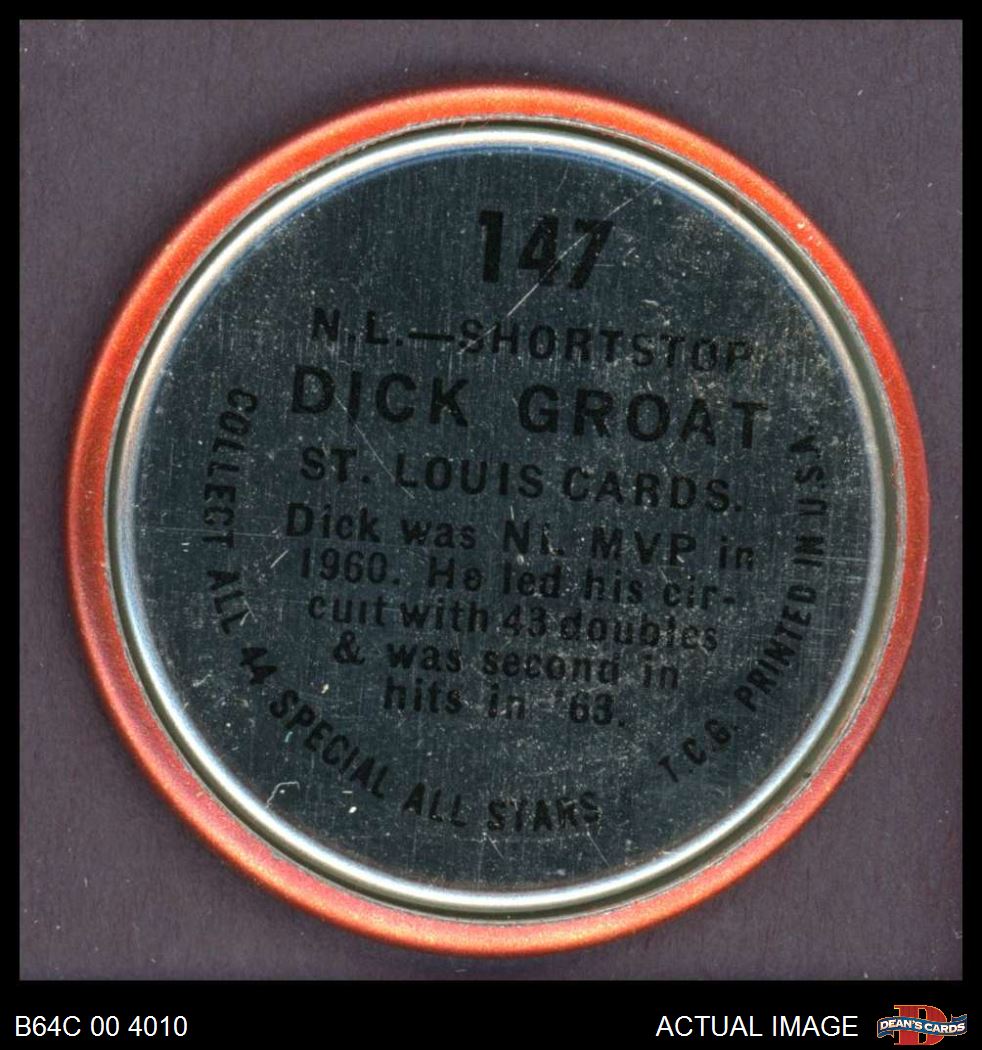 147
N.L.—SHORTSTOP
DICK GROAT
ST. LOUIS CARDS.
Dick was NL MVP in
1960. He led his cir-
cuit with 43 doubles
& was second in
hits in '63.
COLLECT ALL 44 SPECIAL ALL STARS
T.C.G. PRINTED IN U.S.A.
B64C 00 4010
ACTUAL IMAGE
D
DEAN'S CARDS